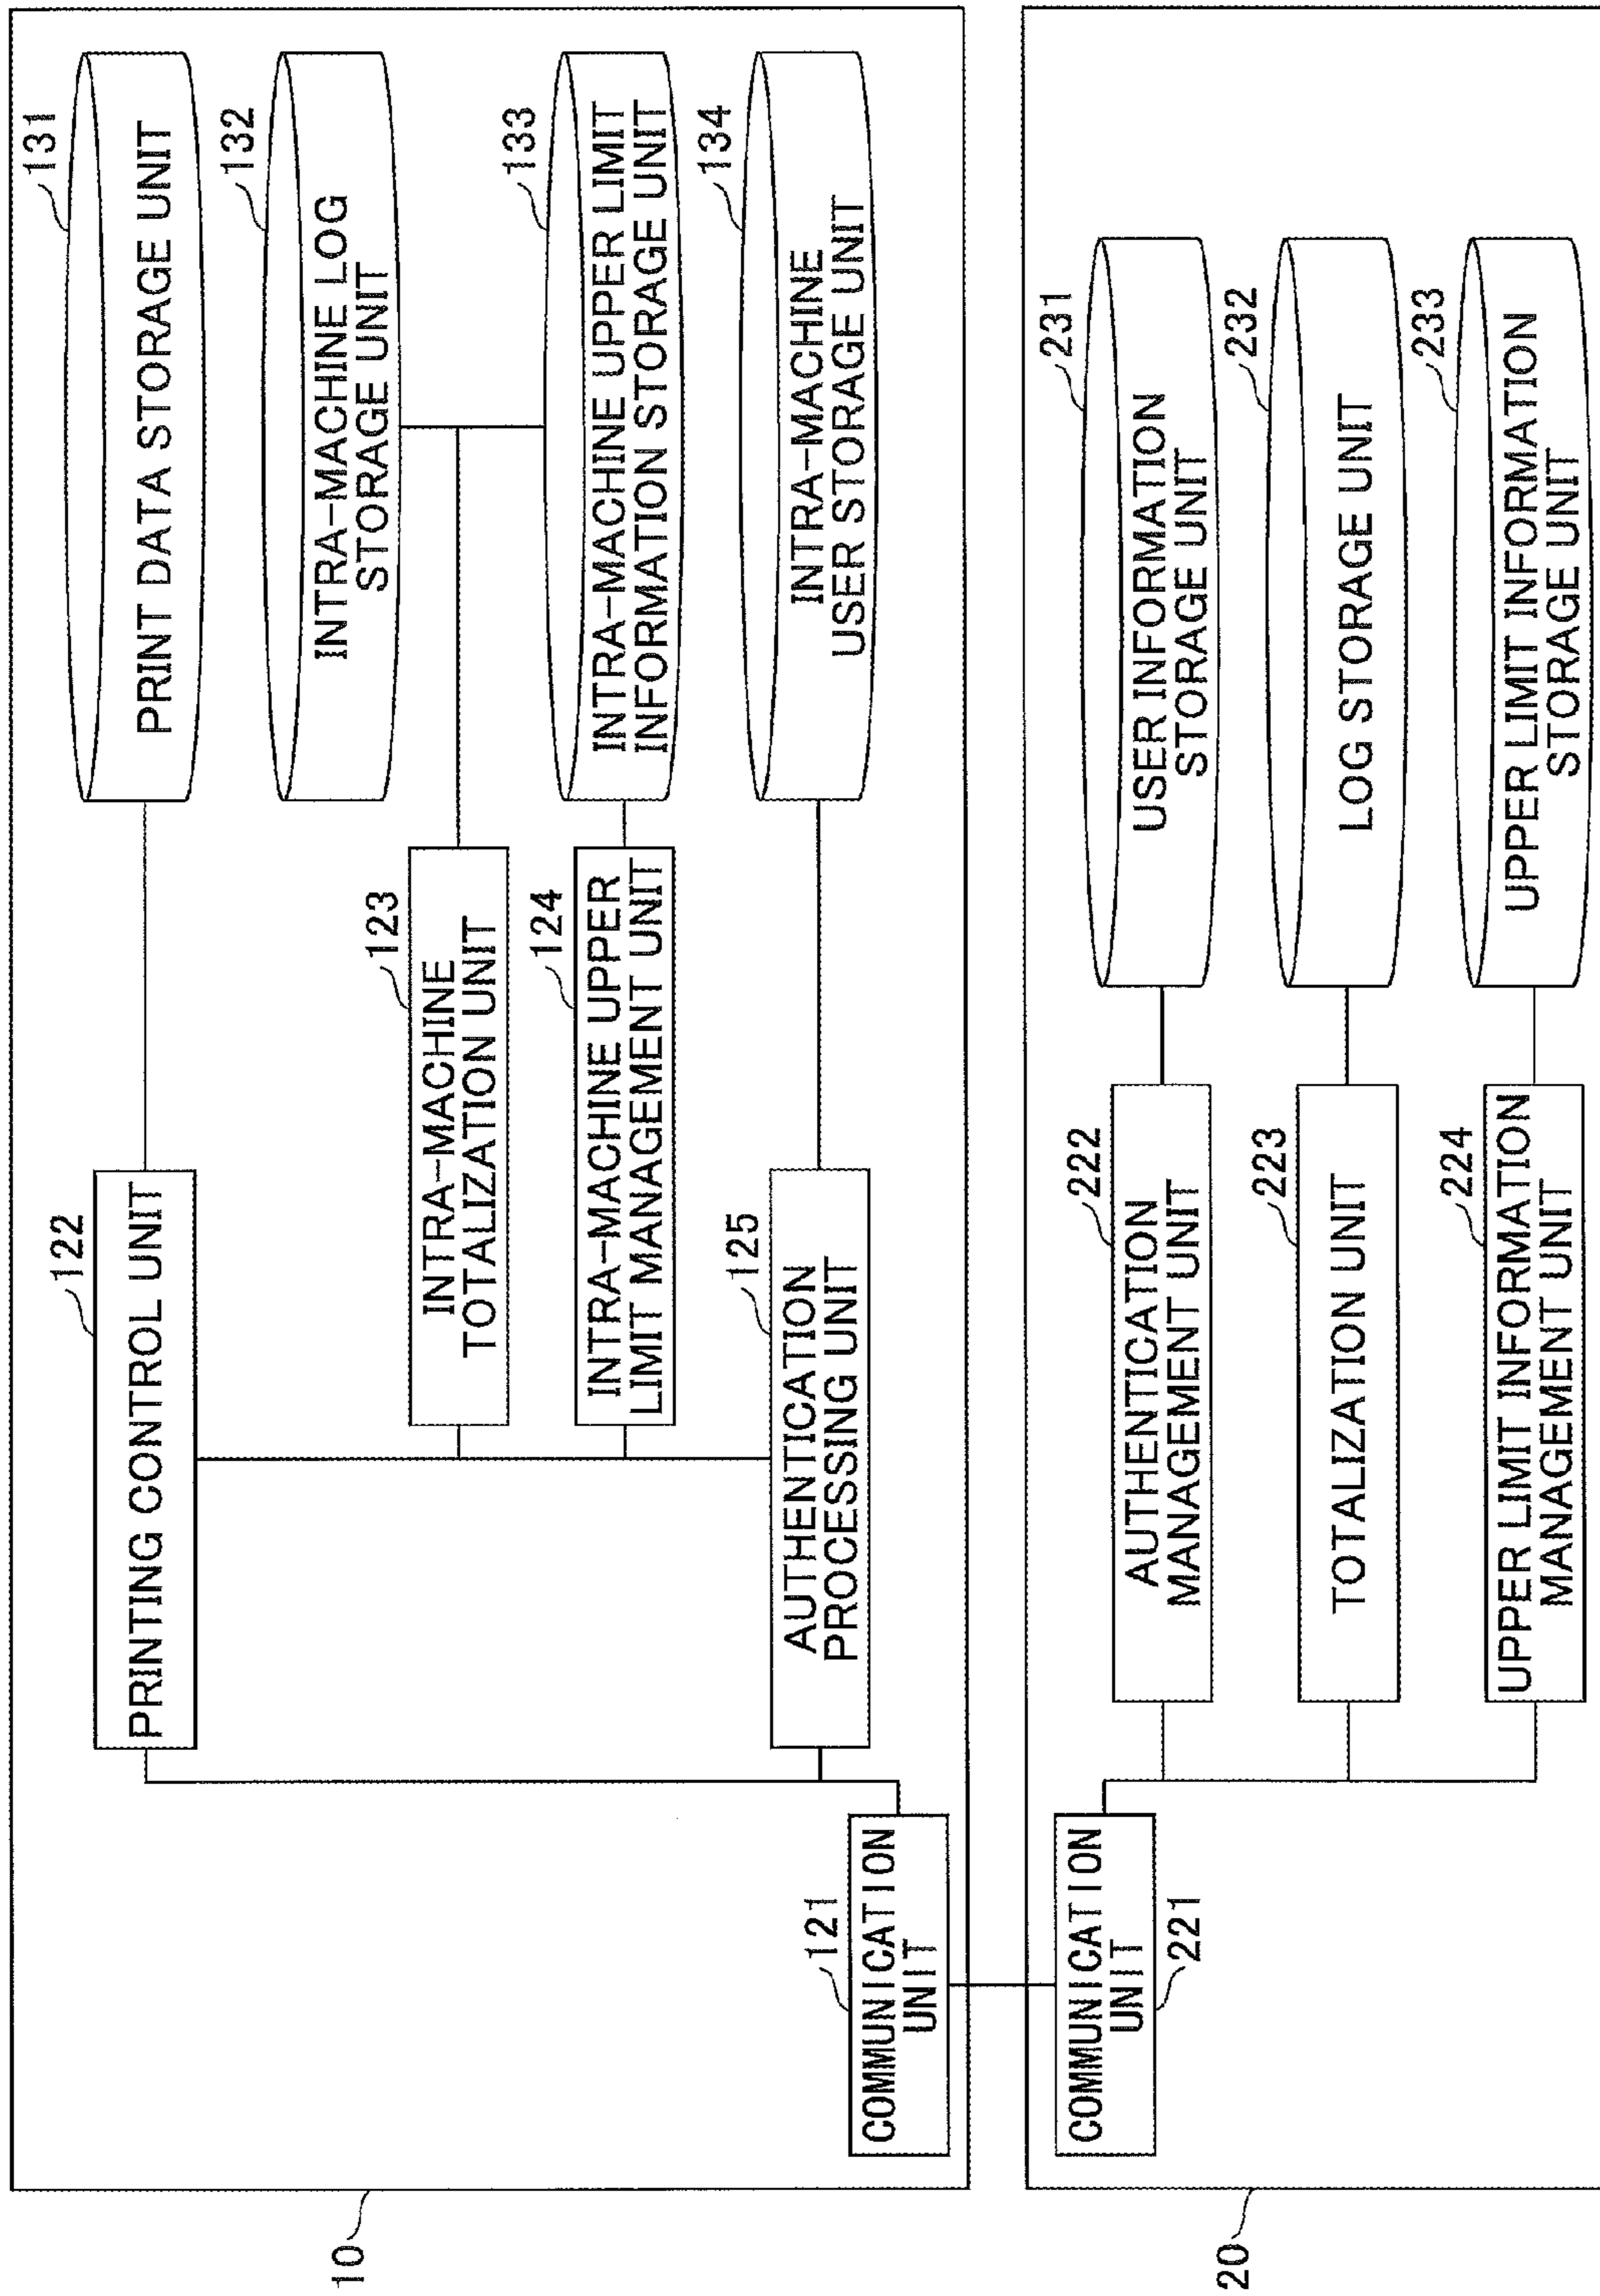 10
131
PRINT DATA STORAGE UNIT
122
PRINTING CONTROL UNIT
132
INTRA-MACHINE LOG
STORAGE UNIT
123
INTRA-MACHINE
TOTALIZATION UNIT
133
INTRA-MACHINE UPPER LIMIT
INFORMATION STORAGE UNIT
124
INTRA-MACHINE UPPER
LIMIT MANAGEMENT UNIT
134
INTRA-MACHINE
USER STORAGE UNIT
125
AUTHENTICATION
PROCESSING UNIT
121
COMMUNICATION
UNIT
20
COMMUNICATION
UNIT
221
222
AUTHENTICATION
MANAGEMENT UNIT
231
USER INFORMATION
STORAGE UNIT
223
TOTALIZATION UNIT
232
LOG STORAGE UNIT
224
UPPER LIMIT INFORMATION
MANAGEMENT UNIT
233
UPPER LIMIT INFORMATION
STORAGE UNIT